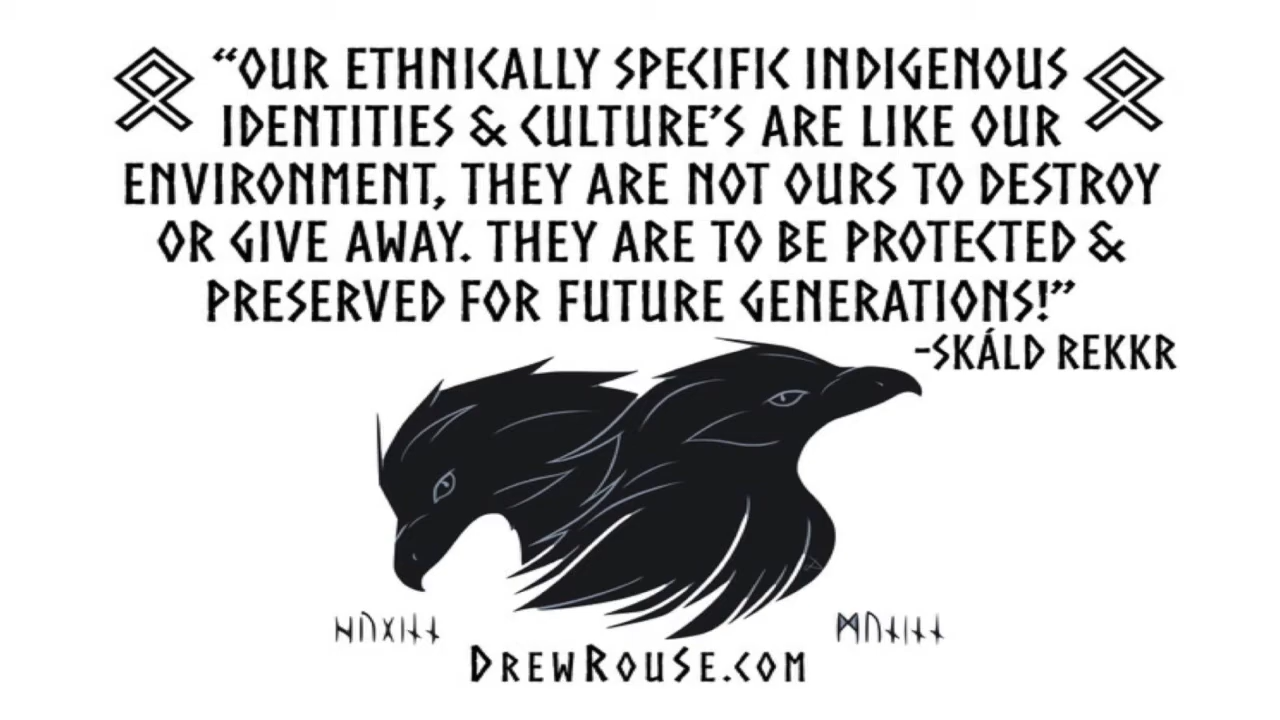 “OUR ETHNICALLY SPECIFIC INDIGENOUS
IDENTITIES & CULTURE’S ARE LIKE OUR
ENVIRONMENT, THEY ARE NOT OURS TO DESTROY
OR GIVE AWAY. THEY ARE TO BE PROTECTED &
PRESERVED FOR FUTURE GENERATIONS!”
-SKÁLD REKKR
ᚺᚢᚷᛁᚾᚾ ᛗᚢᚾᛁᚾᚾ
DREWROUSE.COM